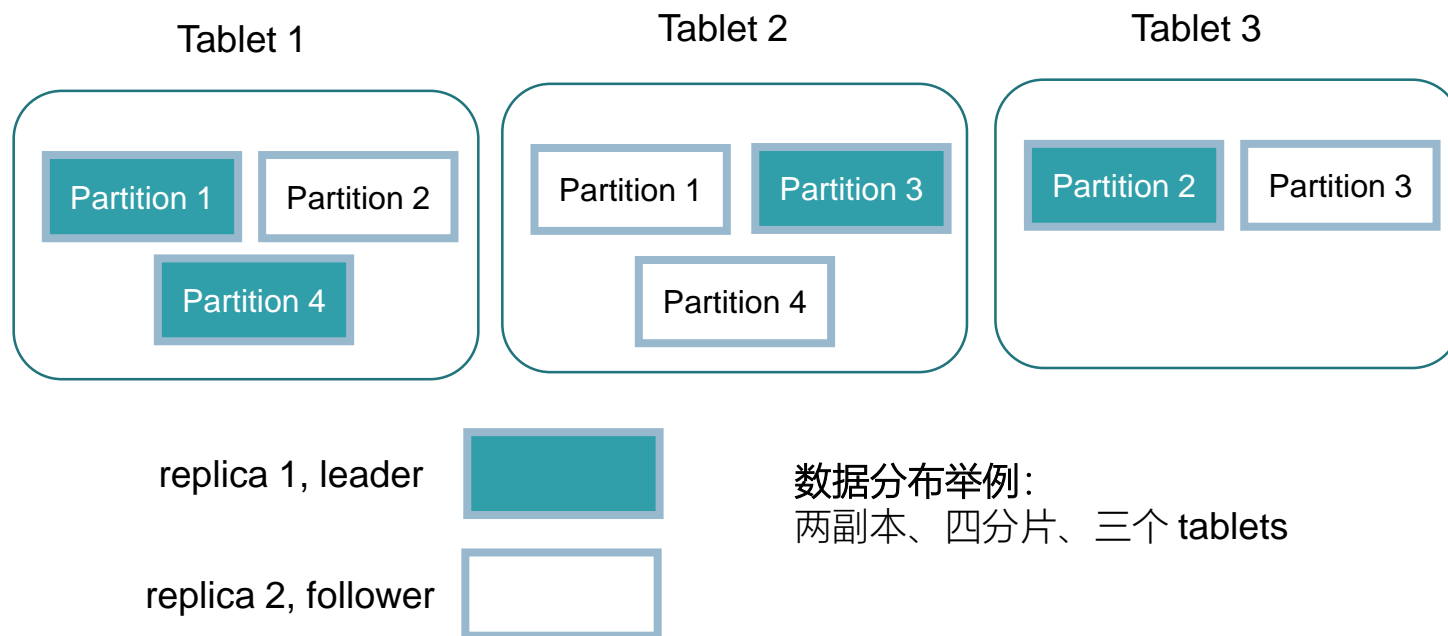 Tablet 1
Tablet 2
Tablet 3
Partition 1
Partition 2
Partition 4
Partition 1
Partition 3
Partition 4
Partition 2
Partition 3
replica 1, leader
replica 2, follower
数据分布举例：
两副本、四分片、三个 tablets